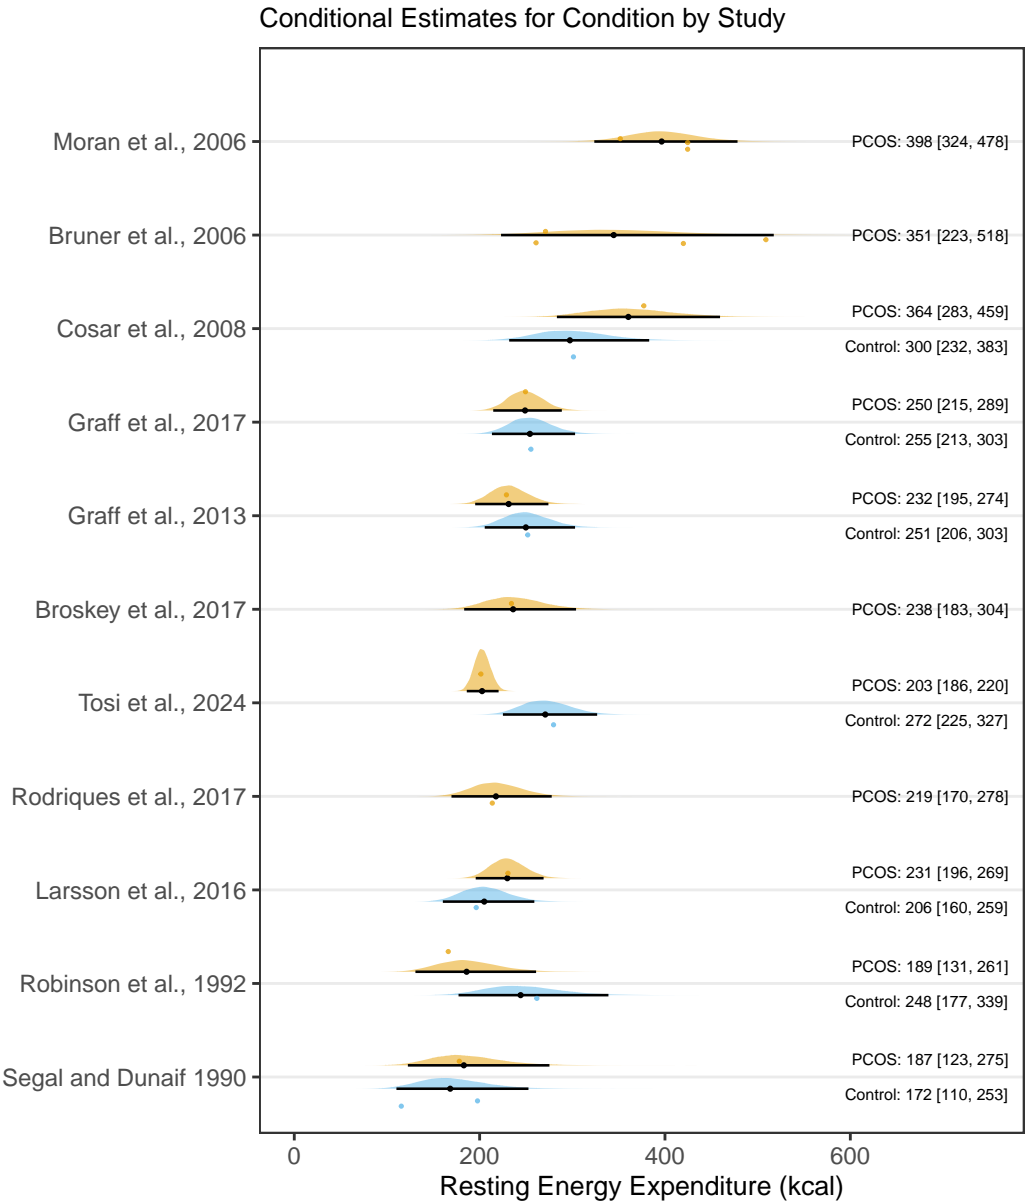 Conditional Estimates for Condition by Study
Moran et al., 2006
PCOS: 398 [324, 478]
Bruner et al., 2006
PCOS: 351 [223, 518]
Cosar et al., 2008
PCOS: 364 [283, 459]
Control: 300 [232, 383]
Graff et al., 2017
PCOS: 250 [215, 289]
Control: 255 [213, 303]
Graff et al., 2013
PCOS: 232 [195, 274]
Control: 251 [206, 303]
Broskey et al., 2017
PCOS: 238 [183, 304]
Tosi et al., 2024
PCOS: 203 [186, 220]
Control: 272 [225, 327]
Rodriques et al., 2017
PCOS: 219 [170, 278]
Larsson et al., 2016
PCOS: 231 [196, 269]
Control: 206 [160, 259]
Robinson et al., 1992
PCOS: 189 [131, 261]
Control: 248 [177, 339]
Segal and Dunaif 1990
PCOS: 187 [123, 275]
Control: 172 [110, 253]
0 200 400 600
Resting Energy Expenditure (kcal)